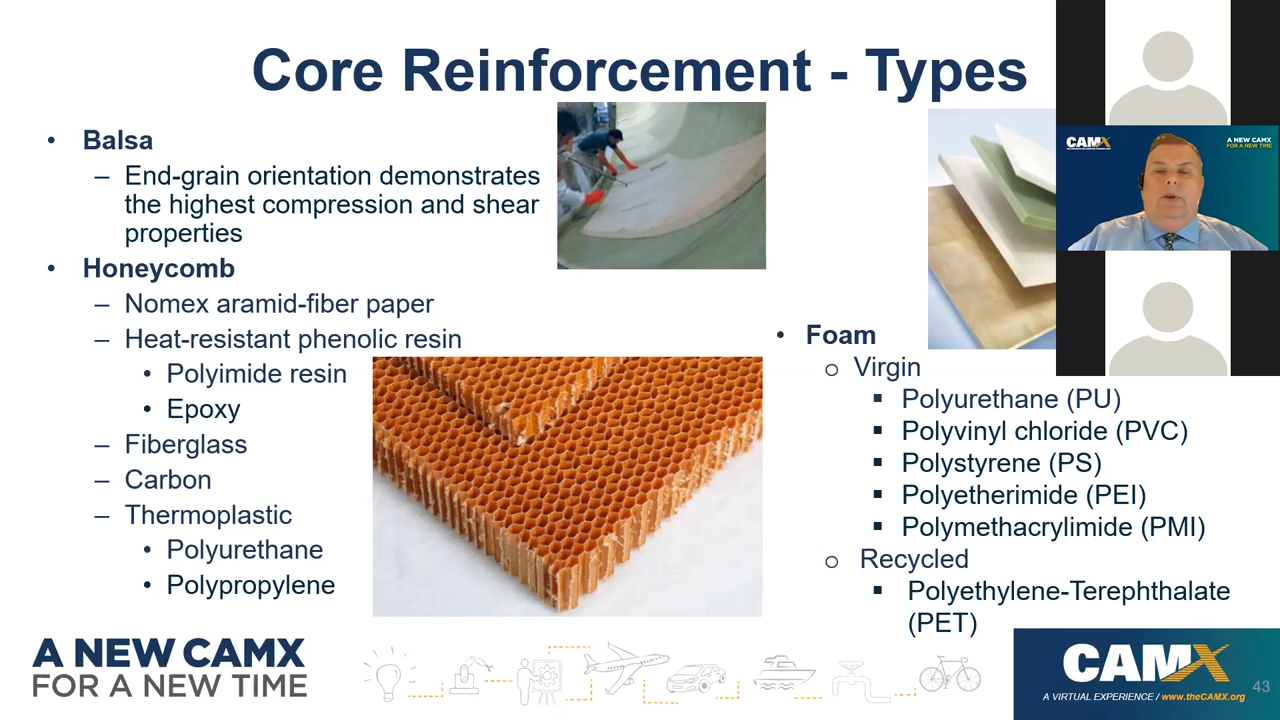 Core Reinforcement - Types
• Balsa
– End-grain orientation demonstrates
the highest compression and shear
properties
• Honeycomb
– Nomex aramid-fiber paper
– Heat-resistant phenolic resin
• Polyimide resin
• Epoxy
– Fiberglass
– Carbon
– Thermoplastic
• Polyurethane
• Polypropylene
• Foam
o Virgin
▪ Polyurethane (PU)
▪ Polyvinyl chloride (PVC)
▪ Polystyrene (PS)
▪ Polyetherimide (PEI)
▪ Polymethacrylimide (PMI)
o Recycled
▪ Polyethylene-Terephthalate
(PET)
CAMX
A NEW CAMX
FOR A NEW TIME
A NEW CAMX
FOR A NEW TIME
CAMX
A VIRTUAL EXPERIENCE / www.theCAMX.org
43